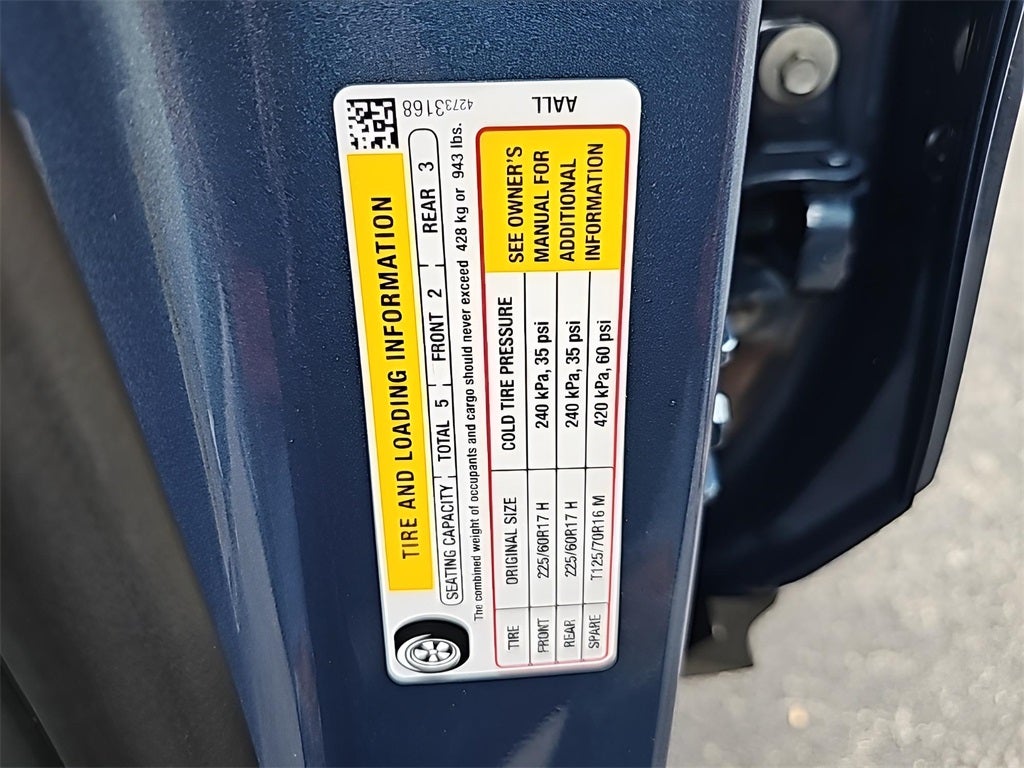 42733168
AALL
TIRE AND LOADING INFORMATION
SEATING CAPACITY TOTAL 5 FRONT 2 REAR 3
The combined weight of occupants and cargo should never exceed 428 kg or 943 lbs.
TIRE ORIGINAL SIZE COLD TIRE PRESSURE
FRONT 225/60R17 H 240 kPa, 35 psi
REAR 225/60R17 H 240 kPa, 35 psi
SPARE T125/70R16 M 420 kPa, 60 psi
SEE OWNER'S
MANUAL FOR
ADDITIONAL
INFORMATION